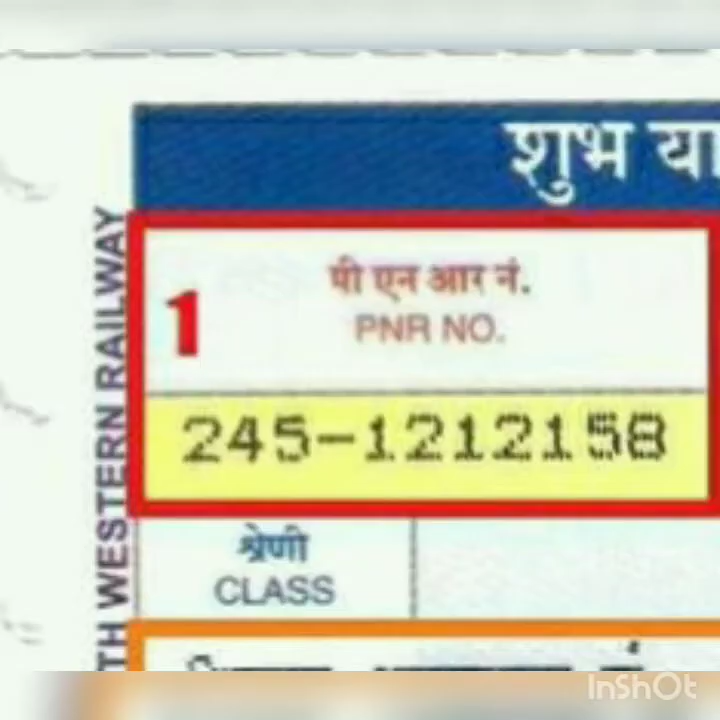 शुभ या
1
पी एन आर नं.
PNR NO.
245-1212158
श्रेणी
CLASS
TH WESTERN RAILWAY
InShOt